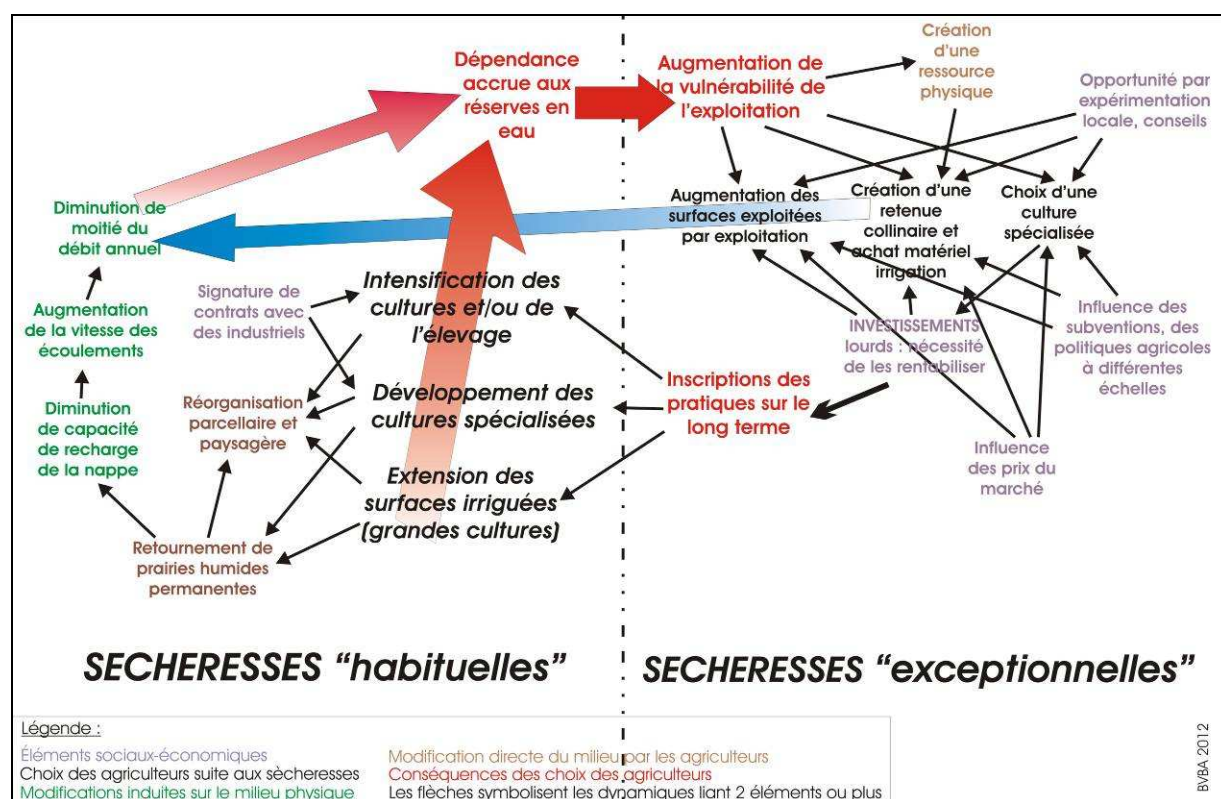 Dépendance
accrue aux
réserves en
eau
Augmentation de
la vulnérabilité de
l'exploitation
Création
d'une
ressource
physique
Opportunité par
expérimentation
locale, conseils
Diminution de
moitié du
débit annuel
Augmentation des
surfaces exploitées
par exploitation
Création d'une
retenue
collinaire et
achat matériel
irrigation
Choix d'une
culture
spécialisée
Augmentation
de la vitesse des
écoulements
Signature de
contrats avec
des industriels
Intensification des
cultures et/ou de
l'élevage
INVESTISSEMENTS
lourds : nécessité
de les rentabiliser
Influence des
subventions, des
politiques agricoles
à différentes
échelles
Diminution
de capacité
de recharge
de la nappe
Réorganisation
parcellaire et
paysagère
Développement des
cultures spécialisées
Inscriptions des
pratiques sur le
long terme
Influence
des prix du
marché
Extension des
surfaces irriguées
(grandes cultures)
Retournement de
prairies humides
permanentes
SECHERESSES "habituelles"
SECHERESSES "exceptionnelles"
Légende :
Éléments sociaux-économiques
Choix des agriculteurs suite aux sècheresses
Modifications induites sur le milieu physique
Modification directe du milieu par les agriculteurs
Conséquences des choix des agriculteurs
Les flèches symbolisent les dynamiques liant 2 éléments ou plus
BVBA 2012